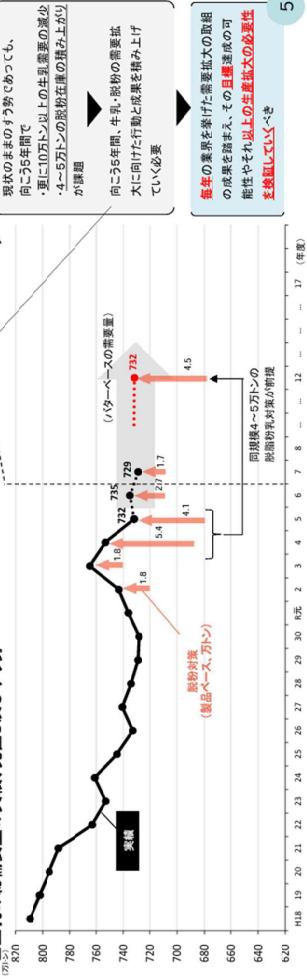 (万トン)
820
800
780
760
740
720
700
680
660
640
620
H18
19
20
21
22
23
24
25
26
27
28
29
30
R元
2
3
4
5
6
7
8
...
...
12
...
...
17
(年度)
実績
脱粉対策
(製品ベース、万トン)
1.8
1.8
5.4
4.1
2.7
1.7
4.5
732
735
729
732
(バターベースの需要量)
同規模4~5万トンの
脱脂粉乳対策が前提
現状のままのすう勢であっても、
向こう5年間で
・更に10万トン以上の牛乳需要の減少
・4~5万トンの脱粉在庫の積み上がり
が課題
向こう5年間、牛乳・脱粉の需要拡
大に向けた行動と成果を積み上げ
ていく必要
毎年の業界を挙げた需要拡大の取組
の成果を踏まえ、その目標達成の可
能性やそれ以上の生産拡大の必要性
を検証していくべき
5